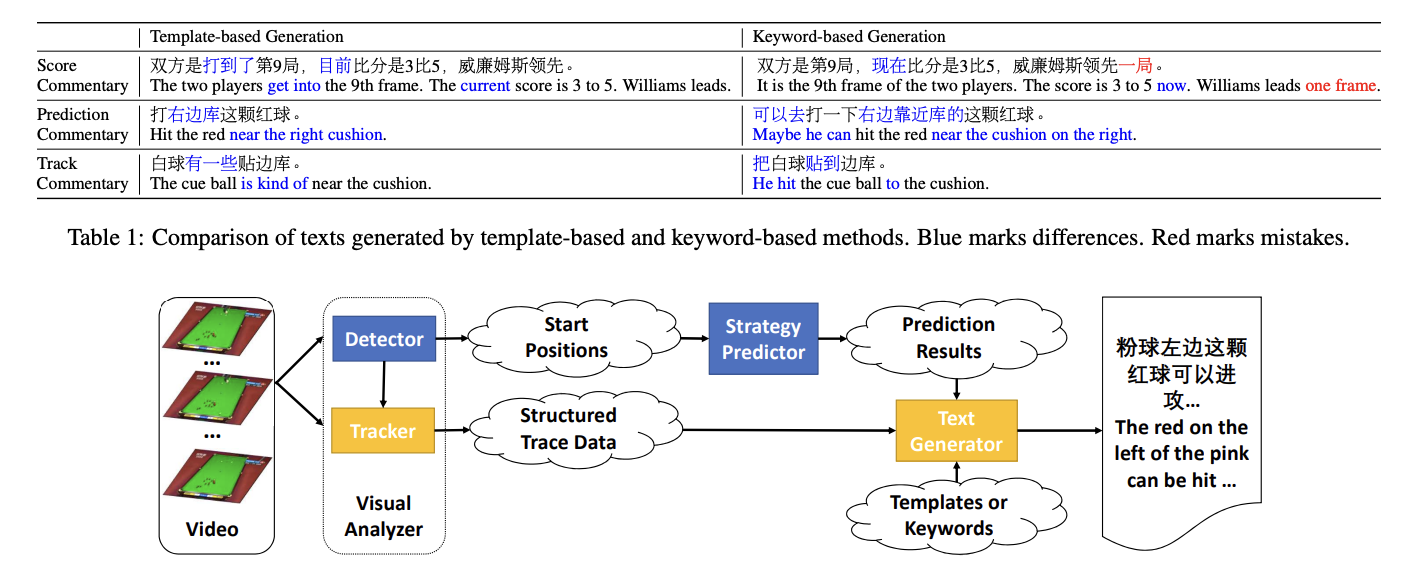 Template-based Generation Keyword-based Generation
Score 双方是打到了第9局，目前比分是3比5，威廉姆斯领先。 双方是第9局，现在比分是3比5，威廉姆斯领先一局。
Commentary The two players get into the 9th frame. The current score is 3 to 5. Williams leads. It is the 9th frame of the two players. The score is 3 to 5 now. Williams leads one frame.
Prediction 打右边库这颗红球。 可以去打一下右边靠近库的这颗红球。
Commentary Hit the red near the right cushion. Maybe he can hit the red near the cushion on the right.
Track 白球有一些贴边库。 把白球贴到边库。
Commentary The cue ball is kind of near the cushion. He hit the cue ball to the cushion.
Table 1: Comparison of texts generated by template-based and keyword-based methods. Blue marks differences. Red marks mistakes.
...
...
Video
Detector
Tracker
Visual
Analyzer
Start
Positions
Structured
Trace Data
Strategy
Predictor
Prediction
Results
Text
Generator
Templates or
Keywords
粉球左边这颗
红球可以进
攻...
The red on the
left of the pink
can be hit ...